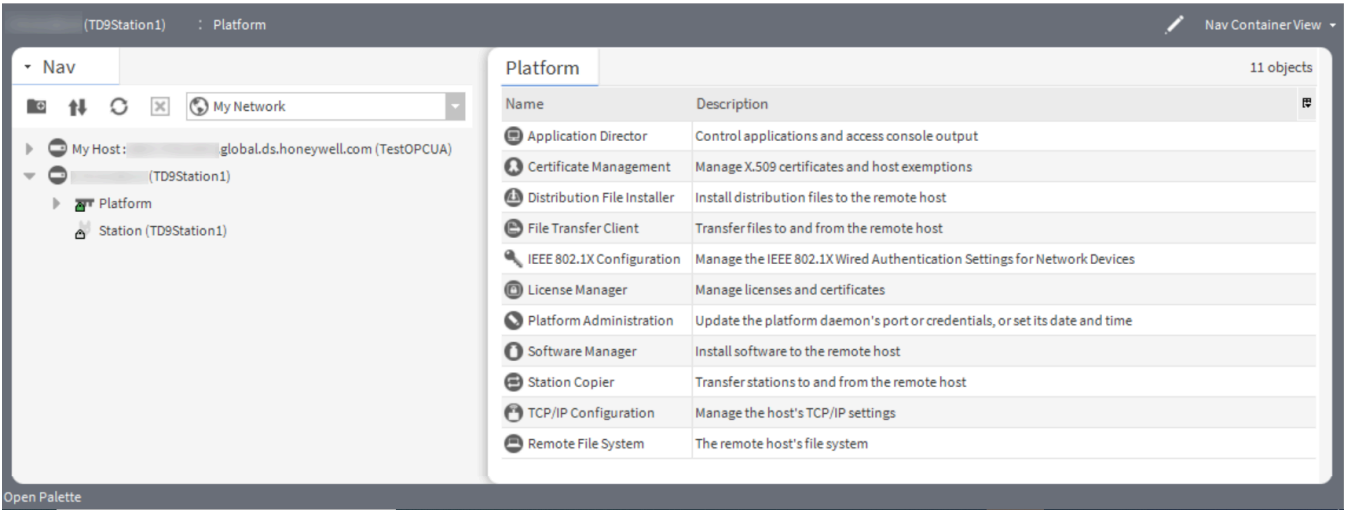 (TD9Station1) : Platform Nav Container View
Nav
My Network
My Host : .global.ds.honeywell.com (TestOPCUA)
(TD9Station1)
Platform
Station (TD9Station1)
Platform 11 objects
Name Description
Application Director Control applications and access console output
Certificate Management Manage X.509 certificates and host exemptions
Distribution File Installer Install distribution files to the remote host
File Transfer Client Transfer files to and from the remote host
IEEE 802.1X Configuration Manage the IEEE 802.1X Wired Authentication Settings for Network Devices
License Manager Manage licenses and certificates
Platform Administration Update the platform daemon's port or credentials, or set its date and time
Software Manager Install software to the remote host
Station Copier Transfer stations to and from the remote host
TCP/IP Configuration Manage the host's TCP/IP settings
Remote File System The remote host's file system
Open Palette